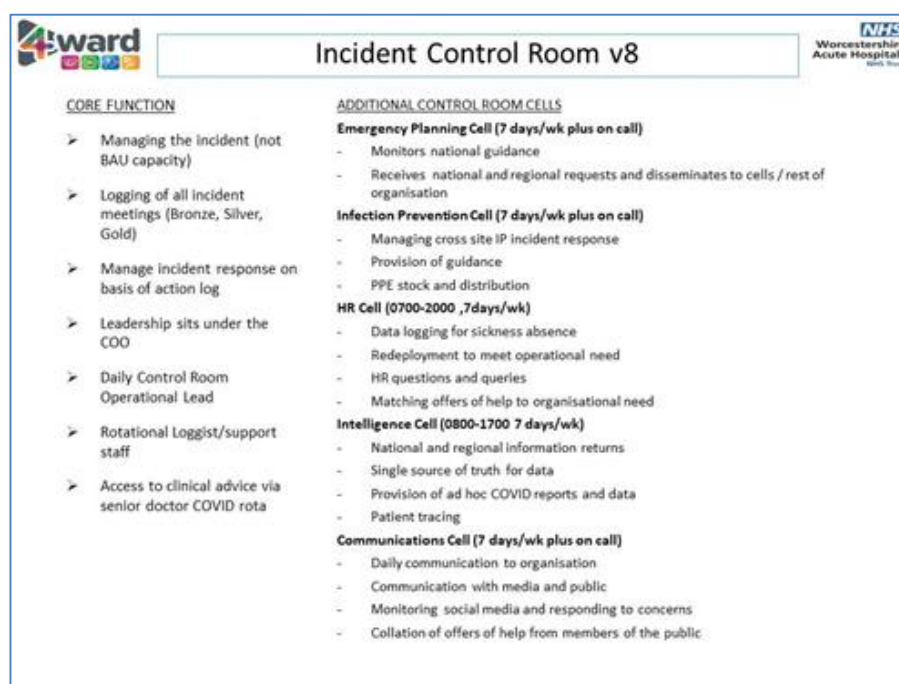 4ward
Incident Control Room v8
NHS
Worcestershire
Acute Hospitals
NHS Trust
CORE FUNCTION
➢ Managing the incident (not
BAU capacity)
➢ Logging of all incident
meetings (Bronze, Silver,
Gold)
➢ Manage incident response on
basis of action log
➢ Leadership sits under the
COO
➢ Daily Control Room
Operational Lead
➢ Rotational Loggist/support
staff
➢ Access to clinical advice via
senior doctor COVID rota
ADDITIONAL CONTROL ROOM CELLS
Emergency Planning Cell (7 days/wk plus on call)
- Monitors national guidance
- Receives national and regional requests and disseminates to cells / rest of
organisation
Infection Prevention Cell (7 days/wk plus on call)
- Managing cross site IP incident response
- Provision of guidance
- PPE stock and distribution
HR Cell (0700-2000 ,7days/wk)
- Data logging for sickness absence
- Redeployment to meet operational need
- HR questions and queries
- Matching offers of help to organisational need
Intelligence Cell (0800-1700 7 days/wk)
- National and regional information returns
- Single source of truth for data
- Provision of ad hoc COVID reports and data
- Patient tracing
Communications Cell (7 days/wk plus on call)
- Daily communication to organisation
- Communication with media and public
- Monitoring social media and responding to concerns
- Collation of offers of help from members of the public